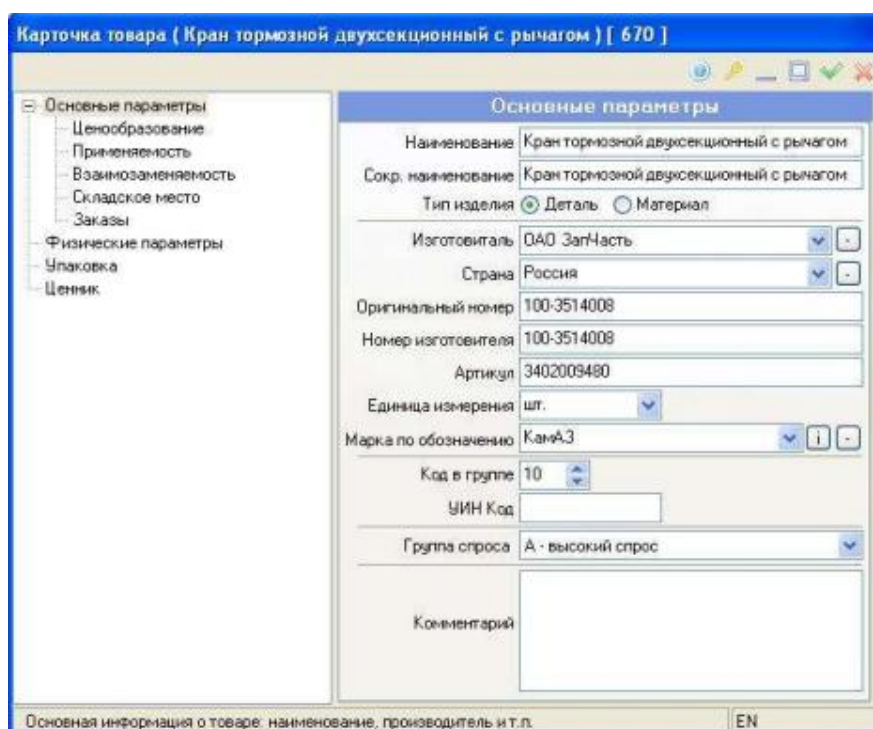 Карточка товара ( Кран тормозной двухсекционный с рычагом ) [ 670 ]
Основные параметры
Ценообразование
Применяемость
Взаимозаменяемость
Складское место
Заказы
Физические параметры
Упаковка
Ценник
Основные параметры
Наименование Кран тормозной двухсекционный с рычагом
Сокр. наименование Кран тормозной двухсекционный с рычагом
Тип изделия Деталь Материал
Изготовиталь ОАО ЗапЧасть
Страна Россия
Оригинальный номер 100-3514008
Номер изготовителя 100-3514008
Артикул 3402009480
Единица измерения шт.
Марка по обозначению КамАЗ i
Код в группе 10
УИН Код
Группа спроса А - высокий спрос
Комментарий
Основная информация о товаре: наименование, производитель и т.п. EN